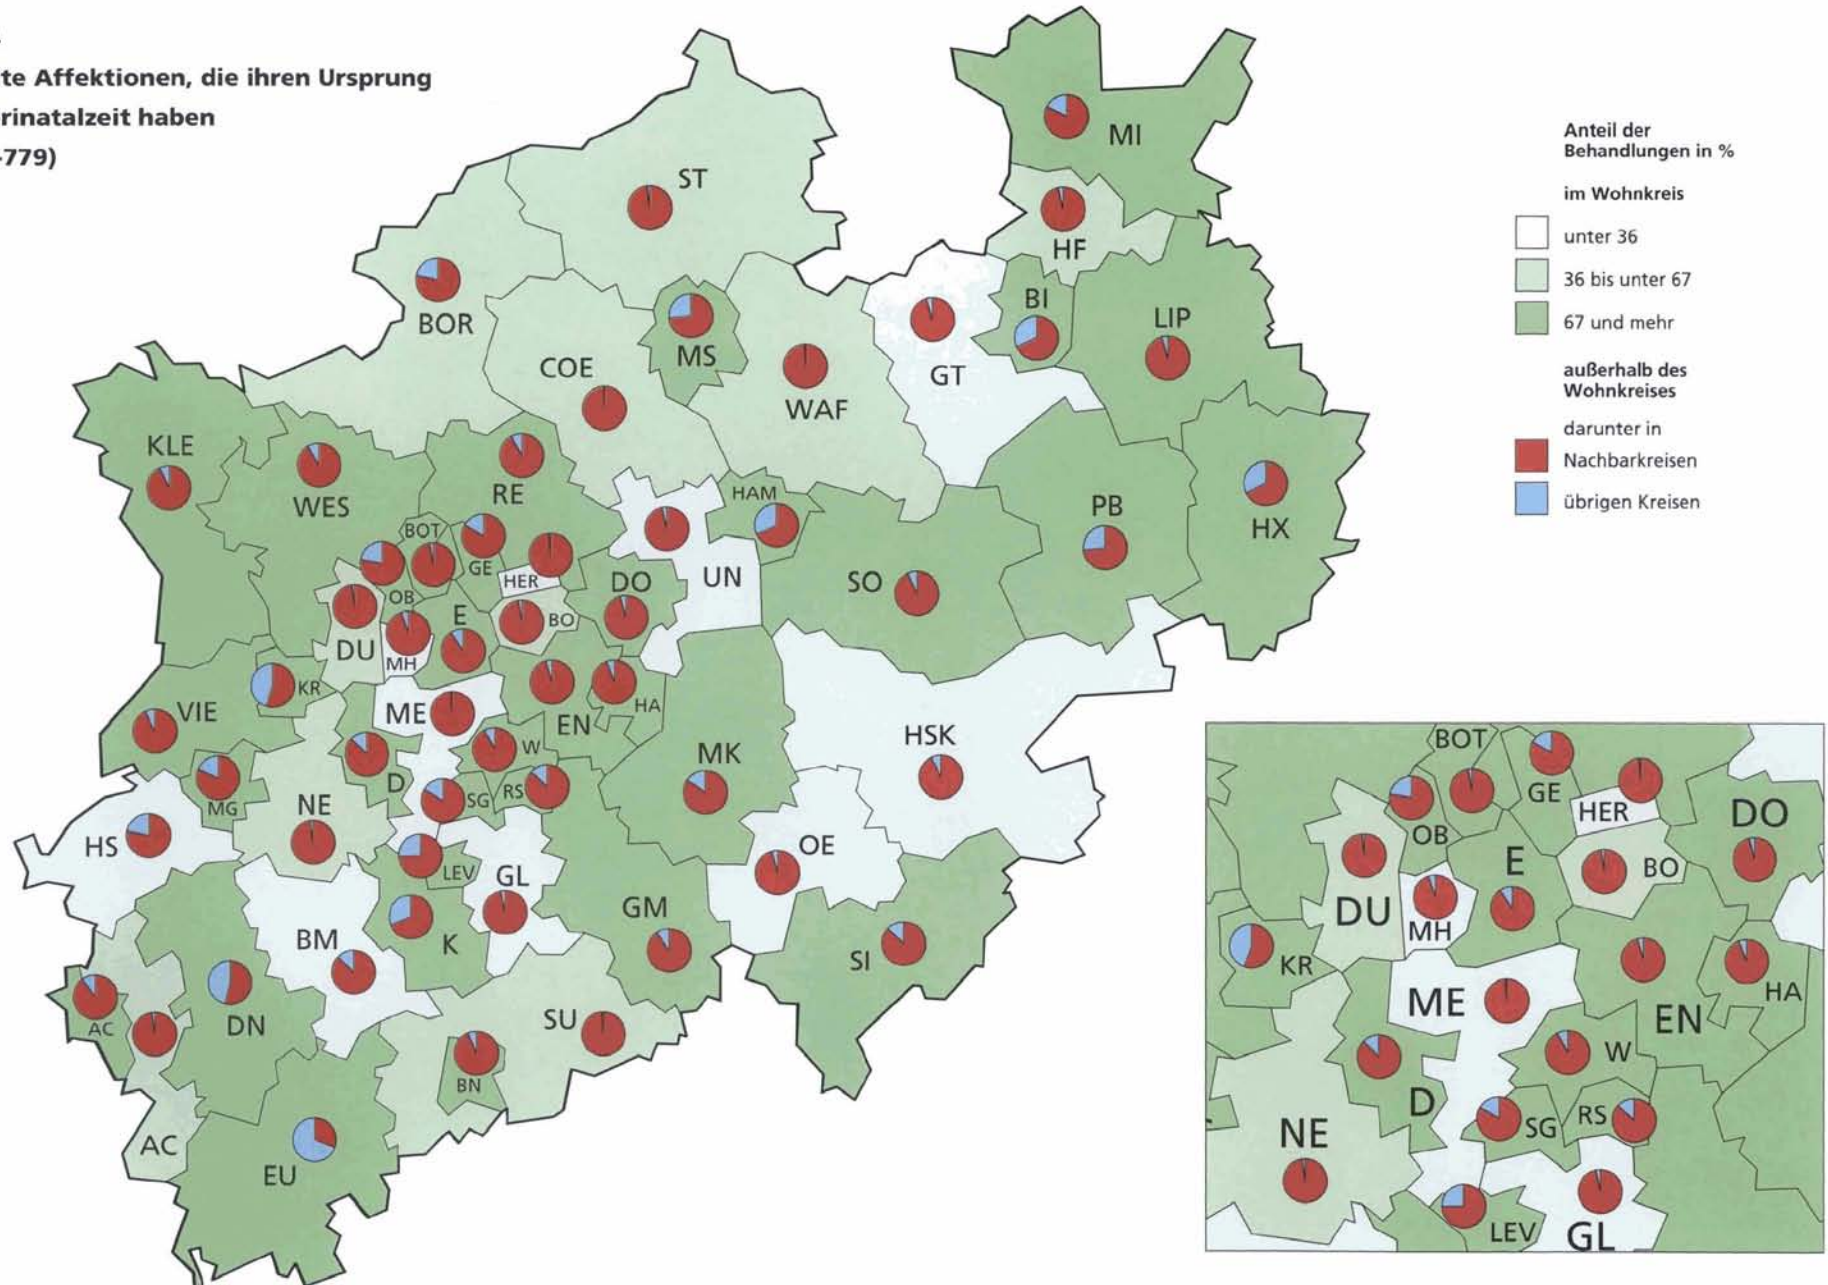 te Affektionen, die ihren Ursprung
rinatalzeit haben
-779)
Anteil der
Behandlungen in %
im Wohnkreis
unter 36
36 bis unter 67
67 und mehr
außerhalb des
Wohnkreises
darunter in
Nachbarkreisen
übrigen Kreisen
MI
ST
HF
BI
BOR
LIP
MS
COE
GT
WAF
KLE
RE
HAM
WES
PB
HX
BOT
GE
HER
DO
UN
SO
OB
E
BO
DU
MH
KR
HA
VIE
ME
EN
W
HSK
MK
D
MG
NE
SG
RS
HS
OE
LEV
GL
GM
BM
K
SI
AC
DN
SU
BN
AC
EU
BOT
GE
HER
DO
OB
E
BO
DU
MH
KR
HA
ME
EN
W
D
NE
SG
RS
LEV
GL